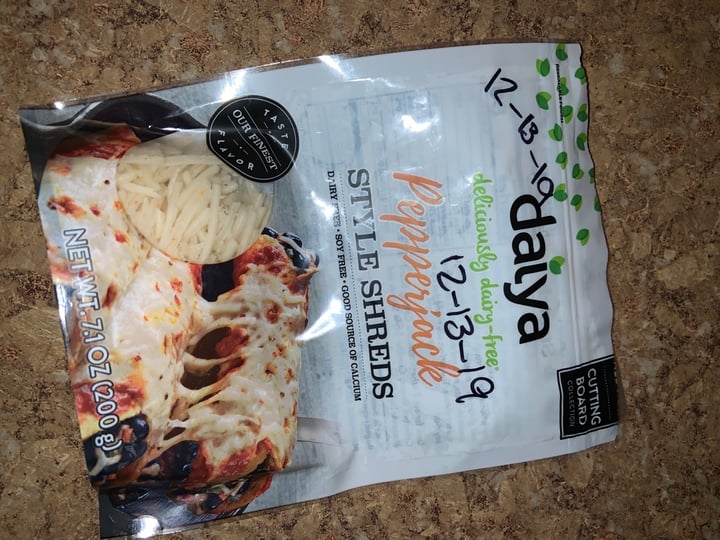 12-13-19
daiya
deliciously dairy-free
Pepperjack
12-13-19
STYLE SHREDS
DAIRY FREE • SOY FREE • GOOD SOURCE OF CALCIUM
CUTTING
BOARD
COLLECTION
TASTE
OUR FINEST
FLAVOR
NET WT. 7.1 OZ (200 g)